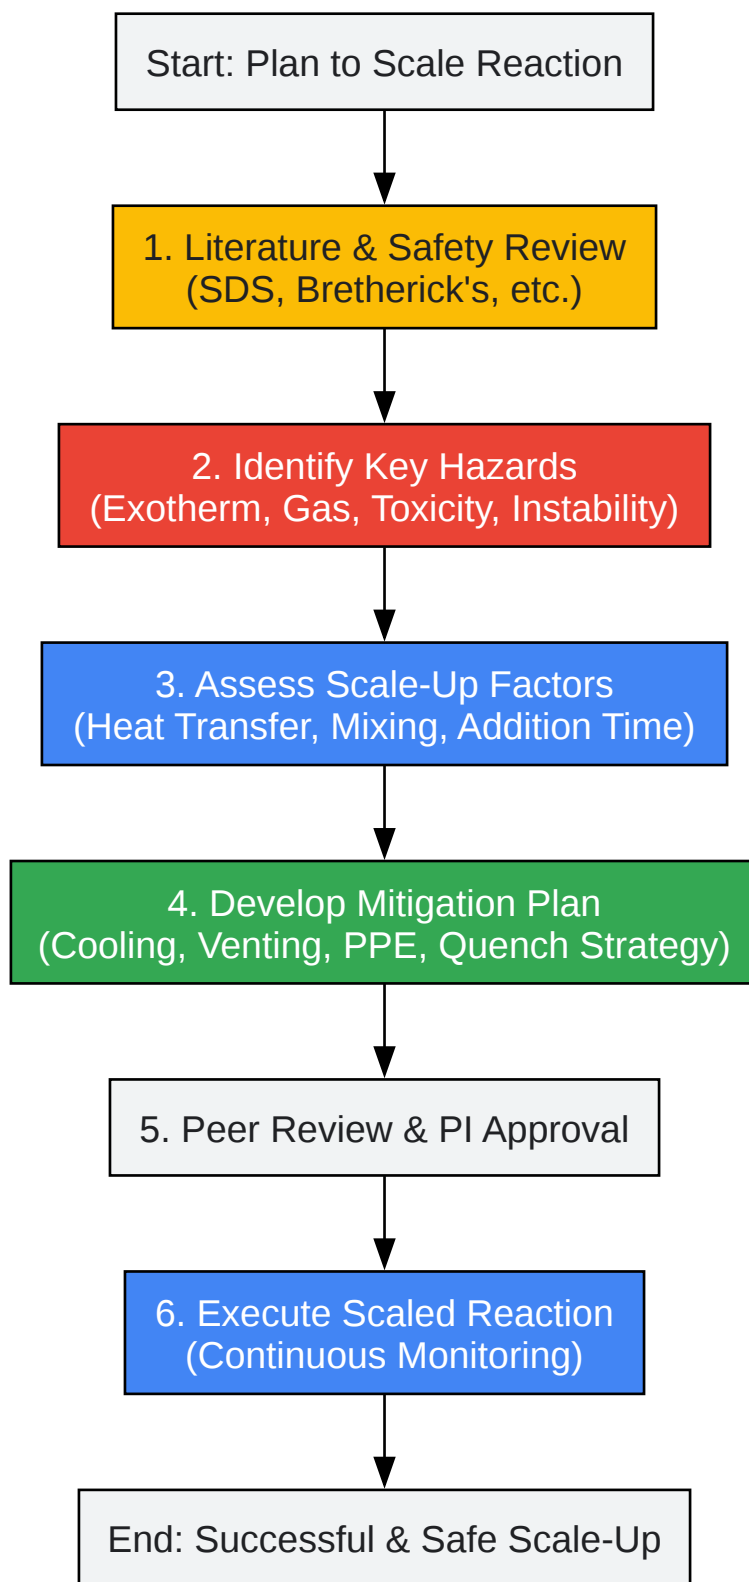 Start: Plan to Scale Reaction
1. Literature & Safety Review
(SDS, Bretherick's, etc.)
2. Identify Key Hazards
(Exotherm, Gas, Toxicity, Instability)
3. Assess Scale-Up Factors
(Heat Transfer, Mixing, Addition Time)
4. Develop Mitigation Plan
(Cooling, Venting, PPE, Quench Strategy)
5. Peer Review & PI Approval
6. Execute Scaled Reaction
(Continuous Monitoring)
End: Successful & Safe Scale-Up